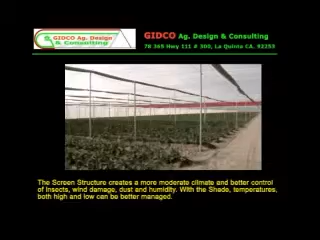 GIDCO Ag. Design
& Consulting
GIDCO Ag. Design & Consulting
78 365 Hwy 111 # 300, La Quinta CA. 92253
The Screen Structure creates a more moderate climate and better control
of Insects, wind damage, dust and humidity. With the Shade, temperatures,
both high and low can be better managed.